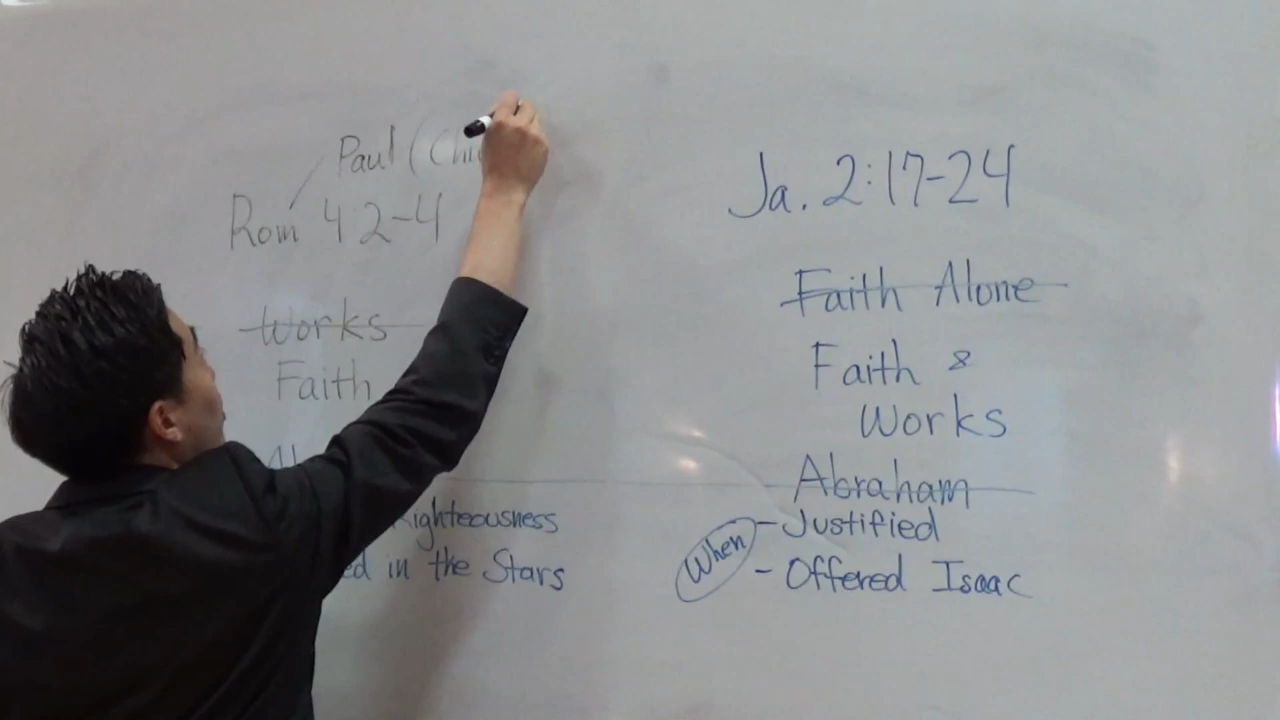 Paul (
Rom 4:2-4
Works
Faith
Righteousness
in the Stars
Ja. 2:17-24
Faith Alone
Faith &
Works
Abraham
When
- Justified
- Offered Isaac